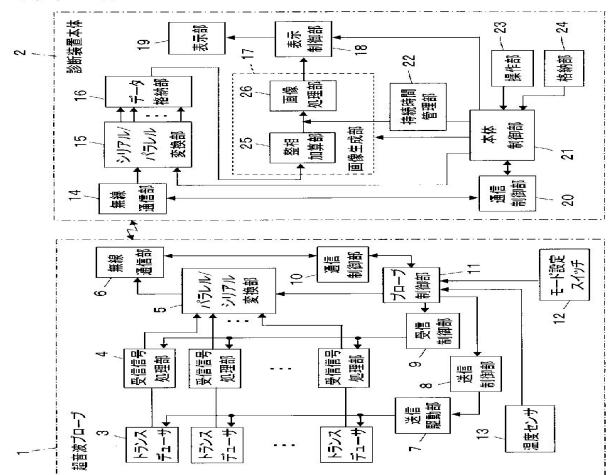 1
超音波プローブ
3
トランス
デューサ
トランス
デューサ
トランス
デューサ
4
受信信号
処理部
受信信号
処理部
受信信号
処理部
5
パラレル/
シリアル
変換部
6
無線
通信部
7
送信
駆動部
8
送信
制御部
9
受信
制御部
10
通信
制御部
11
プローブ
制御部
12
モード設定
スイッチ
13
温度センサ
2
診断装置本体
14
無線
通信部
15
シリアル/
パラレル
変換部
16
データ
格納部
17
画像生成部
25
整相
加算部
26
画像
処理部
18
表示
制御部
19
表示部
20
通信
制御部
21
本体
制御部
22
持続時間
管理部
23
操作部
24
格納部